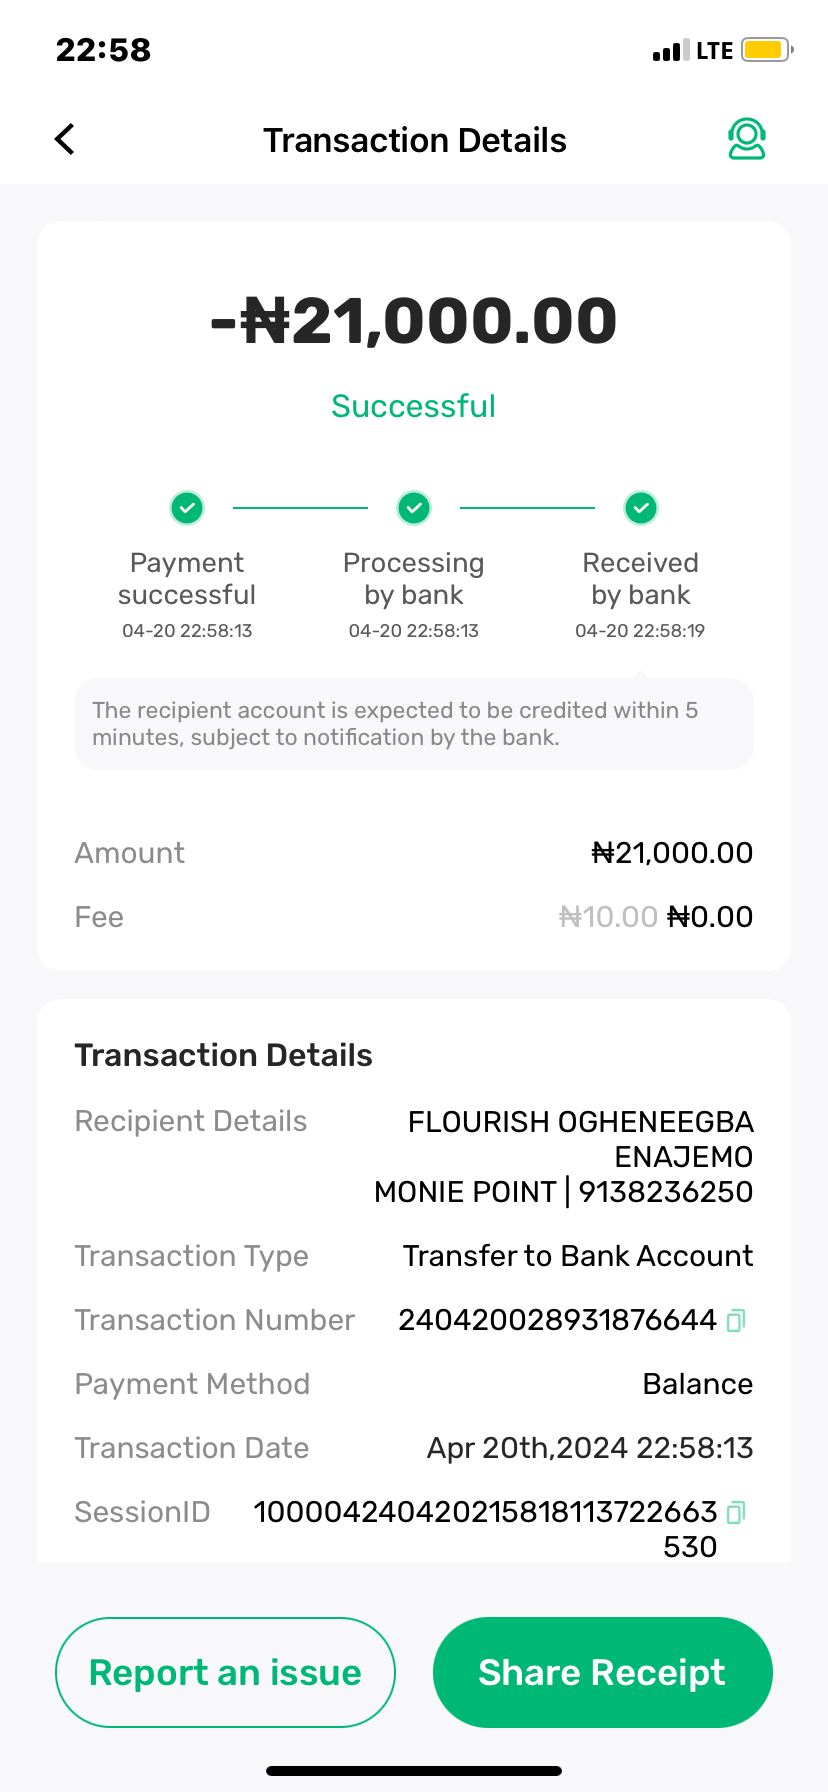 22:58
LTE
Transaction Details
-₦21,000.00
Successful
Payment
successful
04-20 22:58:13
Processing
by bank
04-20 22:58:13
Received
by bank
04-20 22:58:19
The recipient account is expected to be credited within 5
minutes, subject to notification by the bank.
Amount ₦21,000.00
Fee ₦10.00 ₦0.00
Transaction Details
Recipient Details FLOURISH OGHENEEGBA
ENAJEMO
MONIE POINT | 9138236250
Transaction Type Transfer to Bank Account
Transaction Number 240420028931876644
Payment Method Balance
Transaction Date Apr 20th,2024 22:58:13
SessionID 100004240420215818113722663
530
Report an issue
Share Receipt